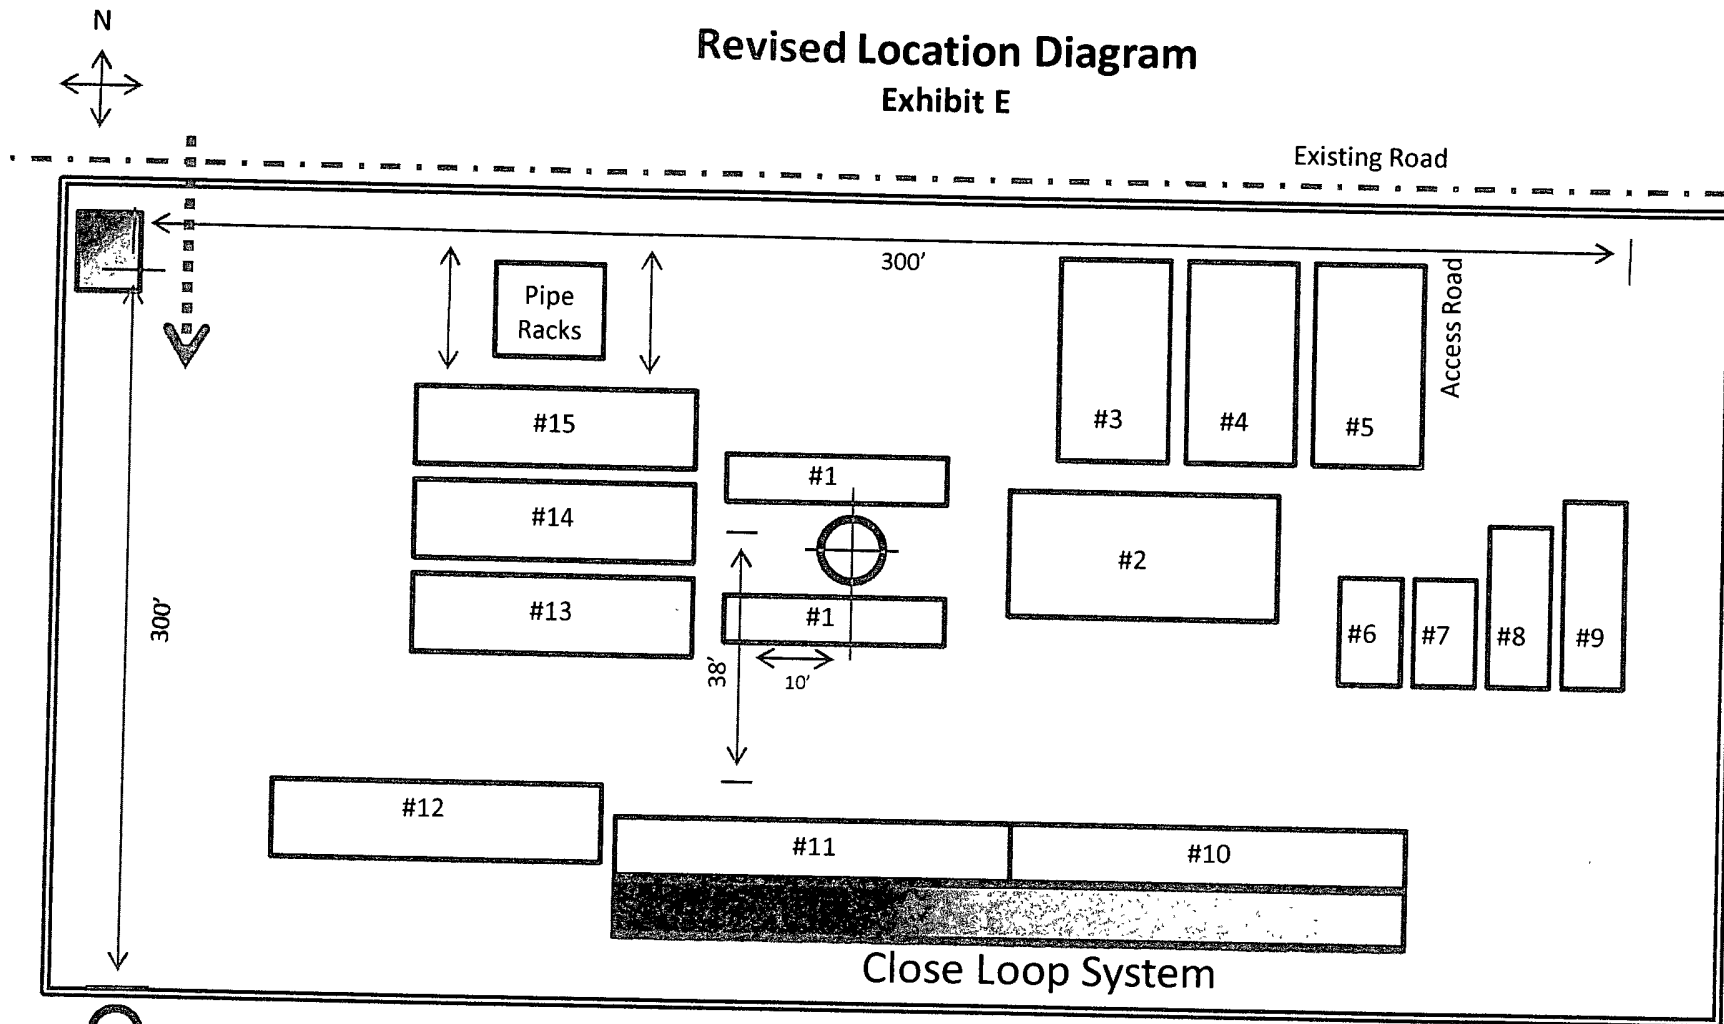 N
Revised Location Diagram
Exhibit E
Existing Road
300'
Pipe
Racks
Access Road
#3
#4
#5
#15
#1
#14
#2
#13
#1
#6
#7
#8
#9
300'
38'
10'
#12
#11
#10
Close Loop System